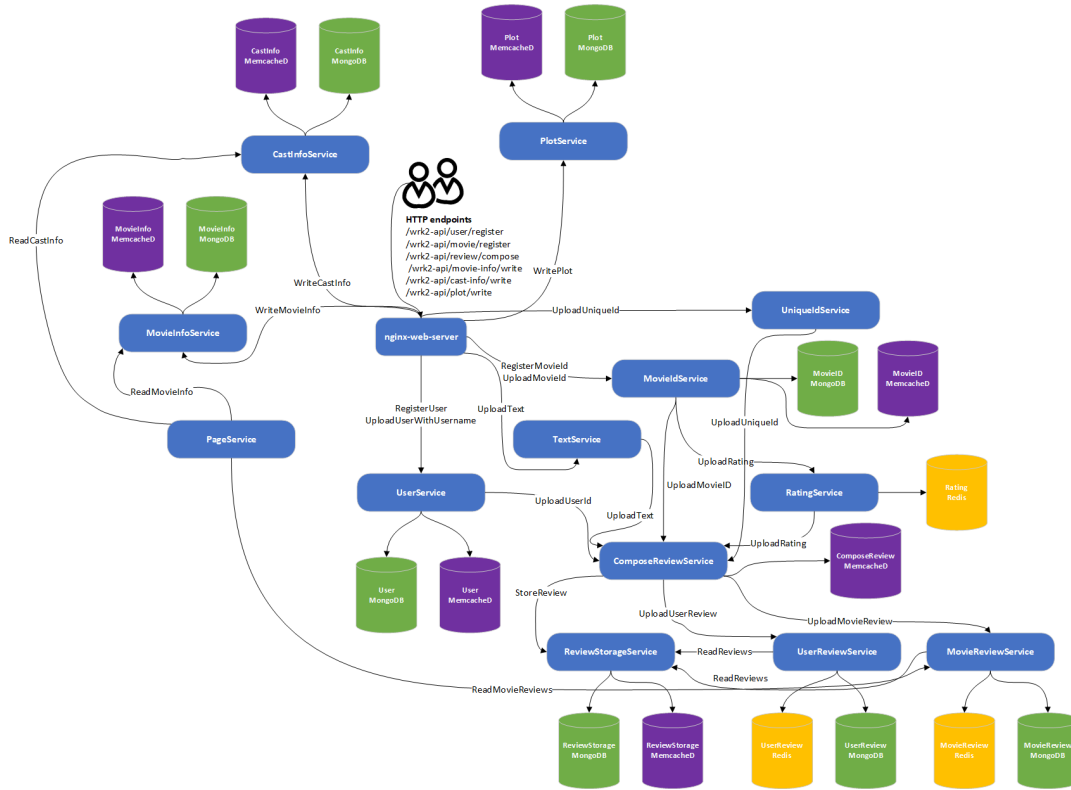 CastInfo
MemcacheD
CastInfo
MongoDB
Plot
MemcacheD
Plot
MongoDB
CastInfoService
PlotService
HTTP endpoints
/wrk2-api/user/register
/wrk2-api/movie/register
/wrk2-api/review/compose
/wrk2-api/movie-info/write
/wrk2-api/cast-info/write
/wrk2-api/plot/write
MovieInfo
MemcacheD
MovieInfo
MongoDB
ReadCastInfo
WritePlot
WriteCastInfo
WriteMovieInfo
UploadUniqueId
UniqueIdService
MovieInfoService
nginx-web-server
RegisterMovieId
UploadMovieId
MovieIdService
MovieID
MongoDB
MovieID
MemcacheD
ReadMovieInfo
RegisterUser
UploadUserWithUsername
UploadText
UploadUniqueId
PageService
TextService
UploadRating
UploadMovieID
UserService
UploadUserId
UploadText
RatingService
Rating
Redis
UploadRating
ComposeReviewService
ComposeReview
MemcacheD
User
MongoDB
User
MemcacheD
StoreReview
UploadUserReview
UploadMovieReview
ReviewStorageService
ReadReviews
UserReviewService
MovieReviewService
ReadReviews
ReadMovieReviews
ReviewStorage
MongoDB
ReviewStorage
MemcacheD
UserReview
Redis
UserReview
MongoDB
MovieReview
Redis
MovieReview
MongoDB